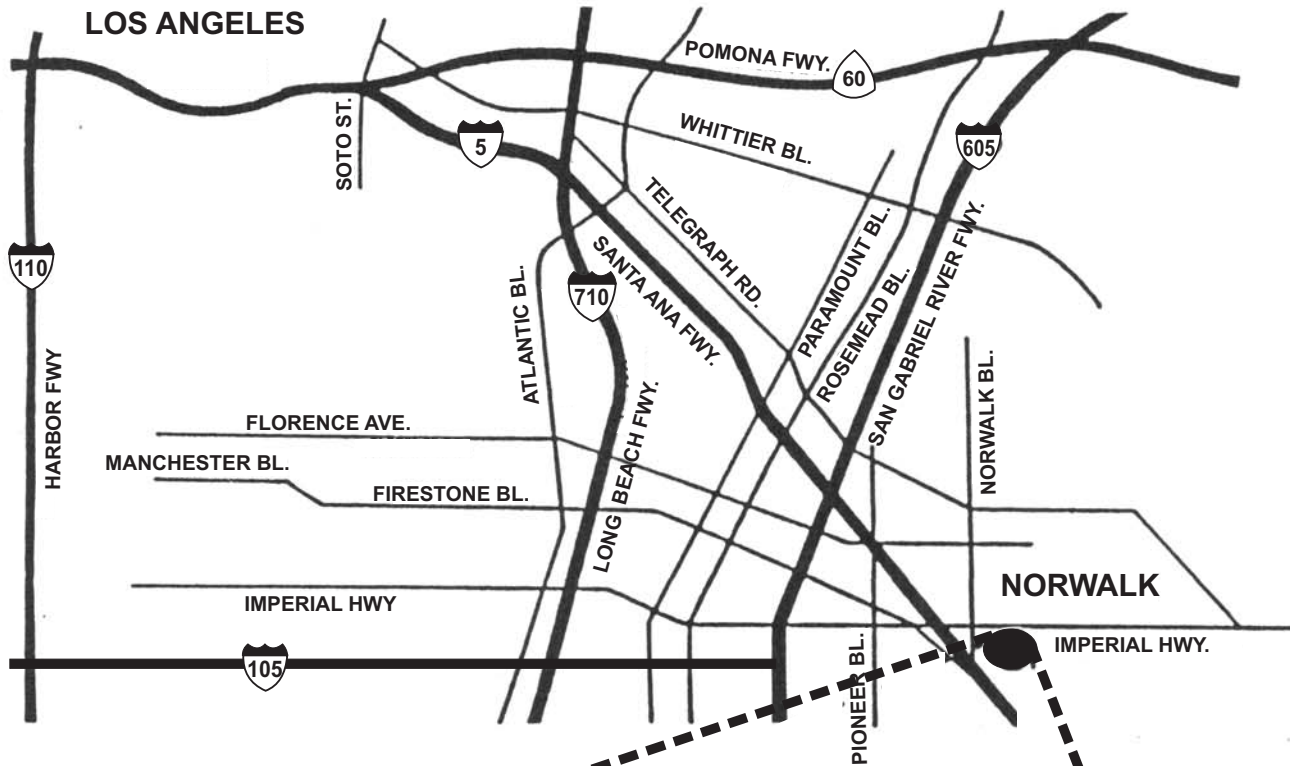 LOS ANGELES
POMONA FWY.
60
SOTO ST.
5
WHITTIER BL.
605
TELEGRAPH RD.
PARAMOUNT BL.
ROSEMEAD BL.
SAN GABRIEL RIVER FWY.
110
710
SANTA ANA FWY.
ATLANTIC BL.
HARBOR FWY
LONG BEACH FWY.
NORWALK BL.
FLORENCE AVE.
MANCHESTER BL.
FIRESTONE BL.
NORWALK
IMPERIAL HWY
IMPERIAL HWY.
105
PIONEER BL.